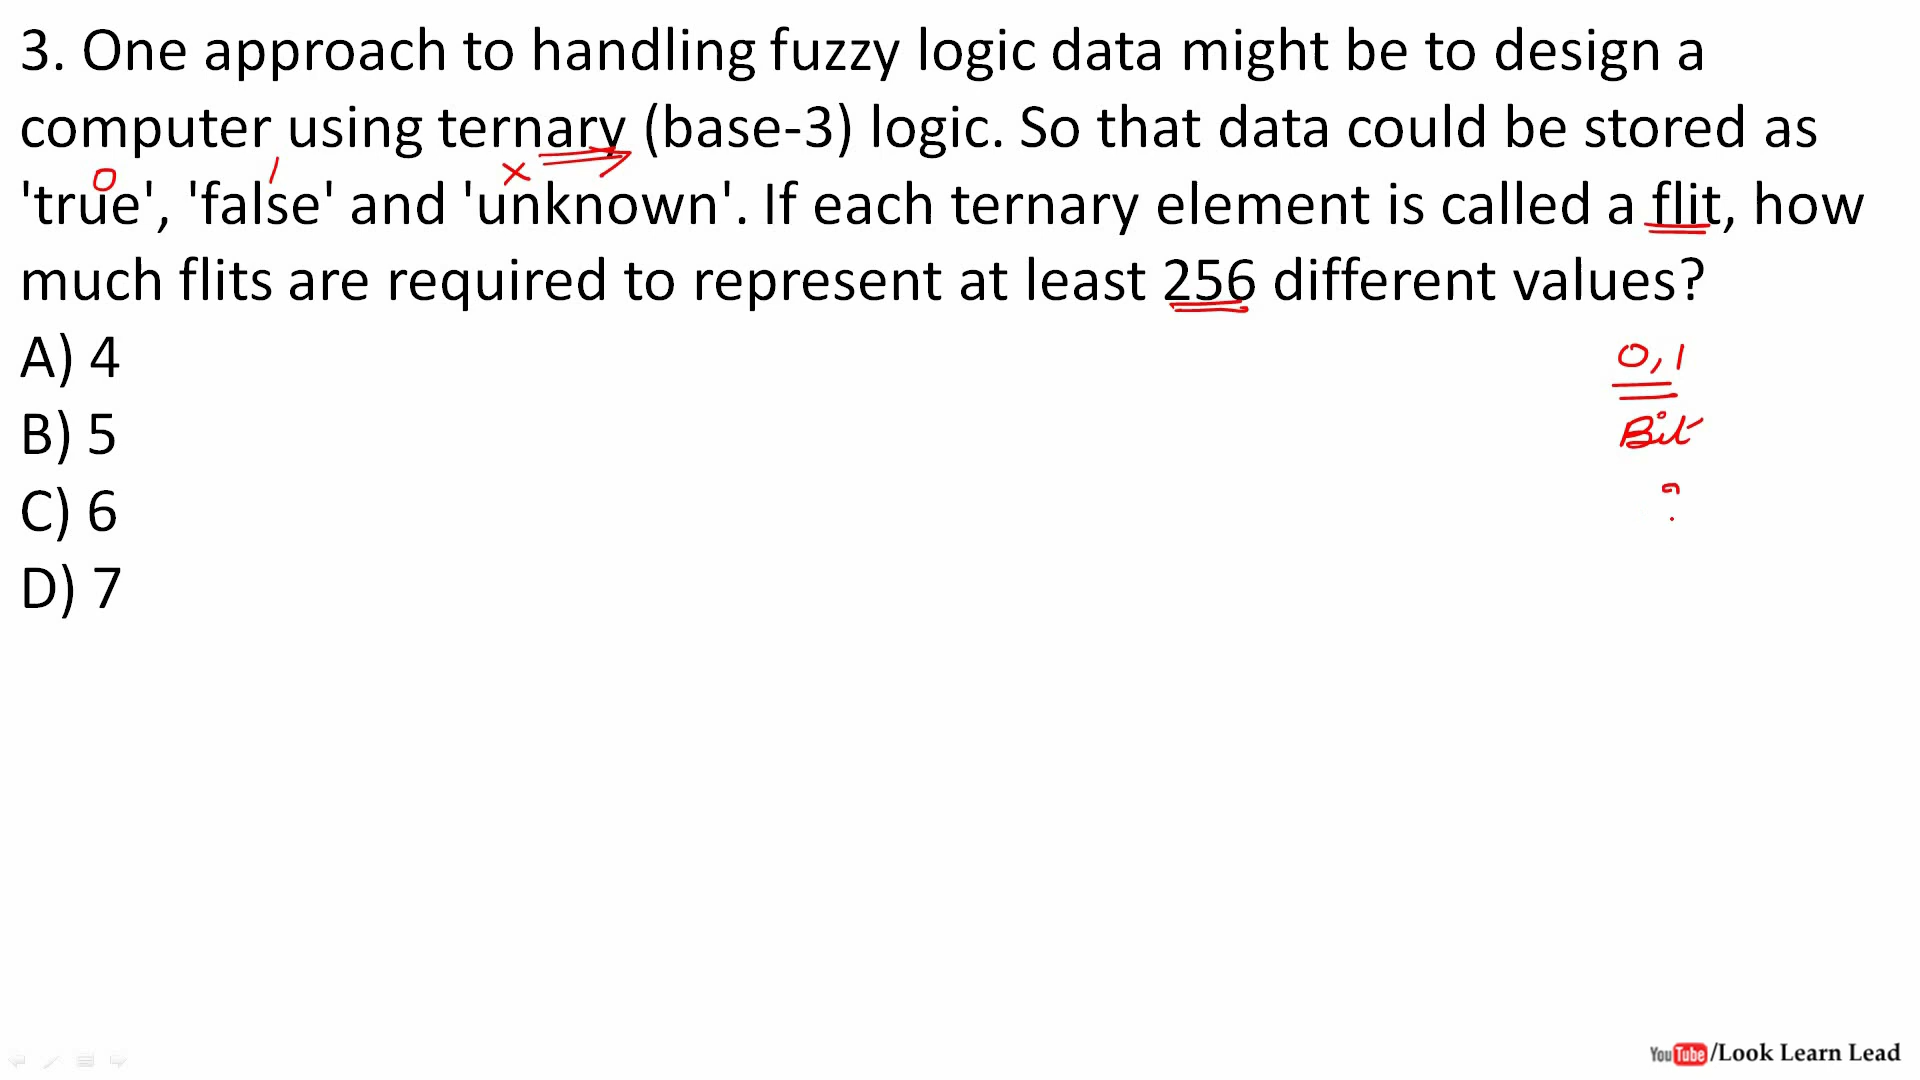 3. One approach to handling fuzzy logic data might be to design a
computer using ternary (base-3) logic. So that data could be stored as
0 1 x
'true', 'false' and 'unknown'. If each ternary element is called a flit, how
much flits are required to represent at least 256 different values?
A) 4
0, 1
B) 5
Bit
C) 6
D) 7
YouTube/Look Learn Lead